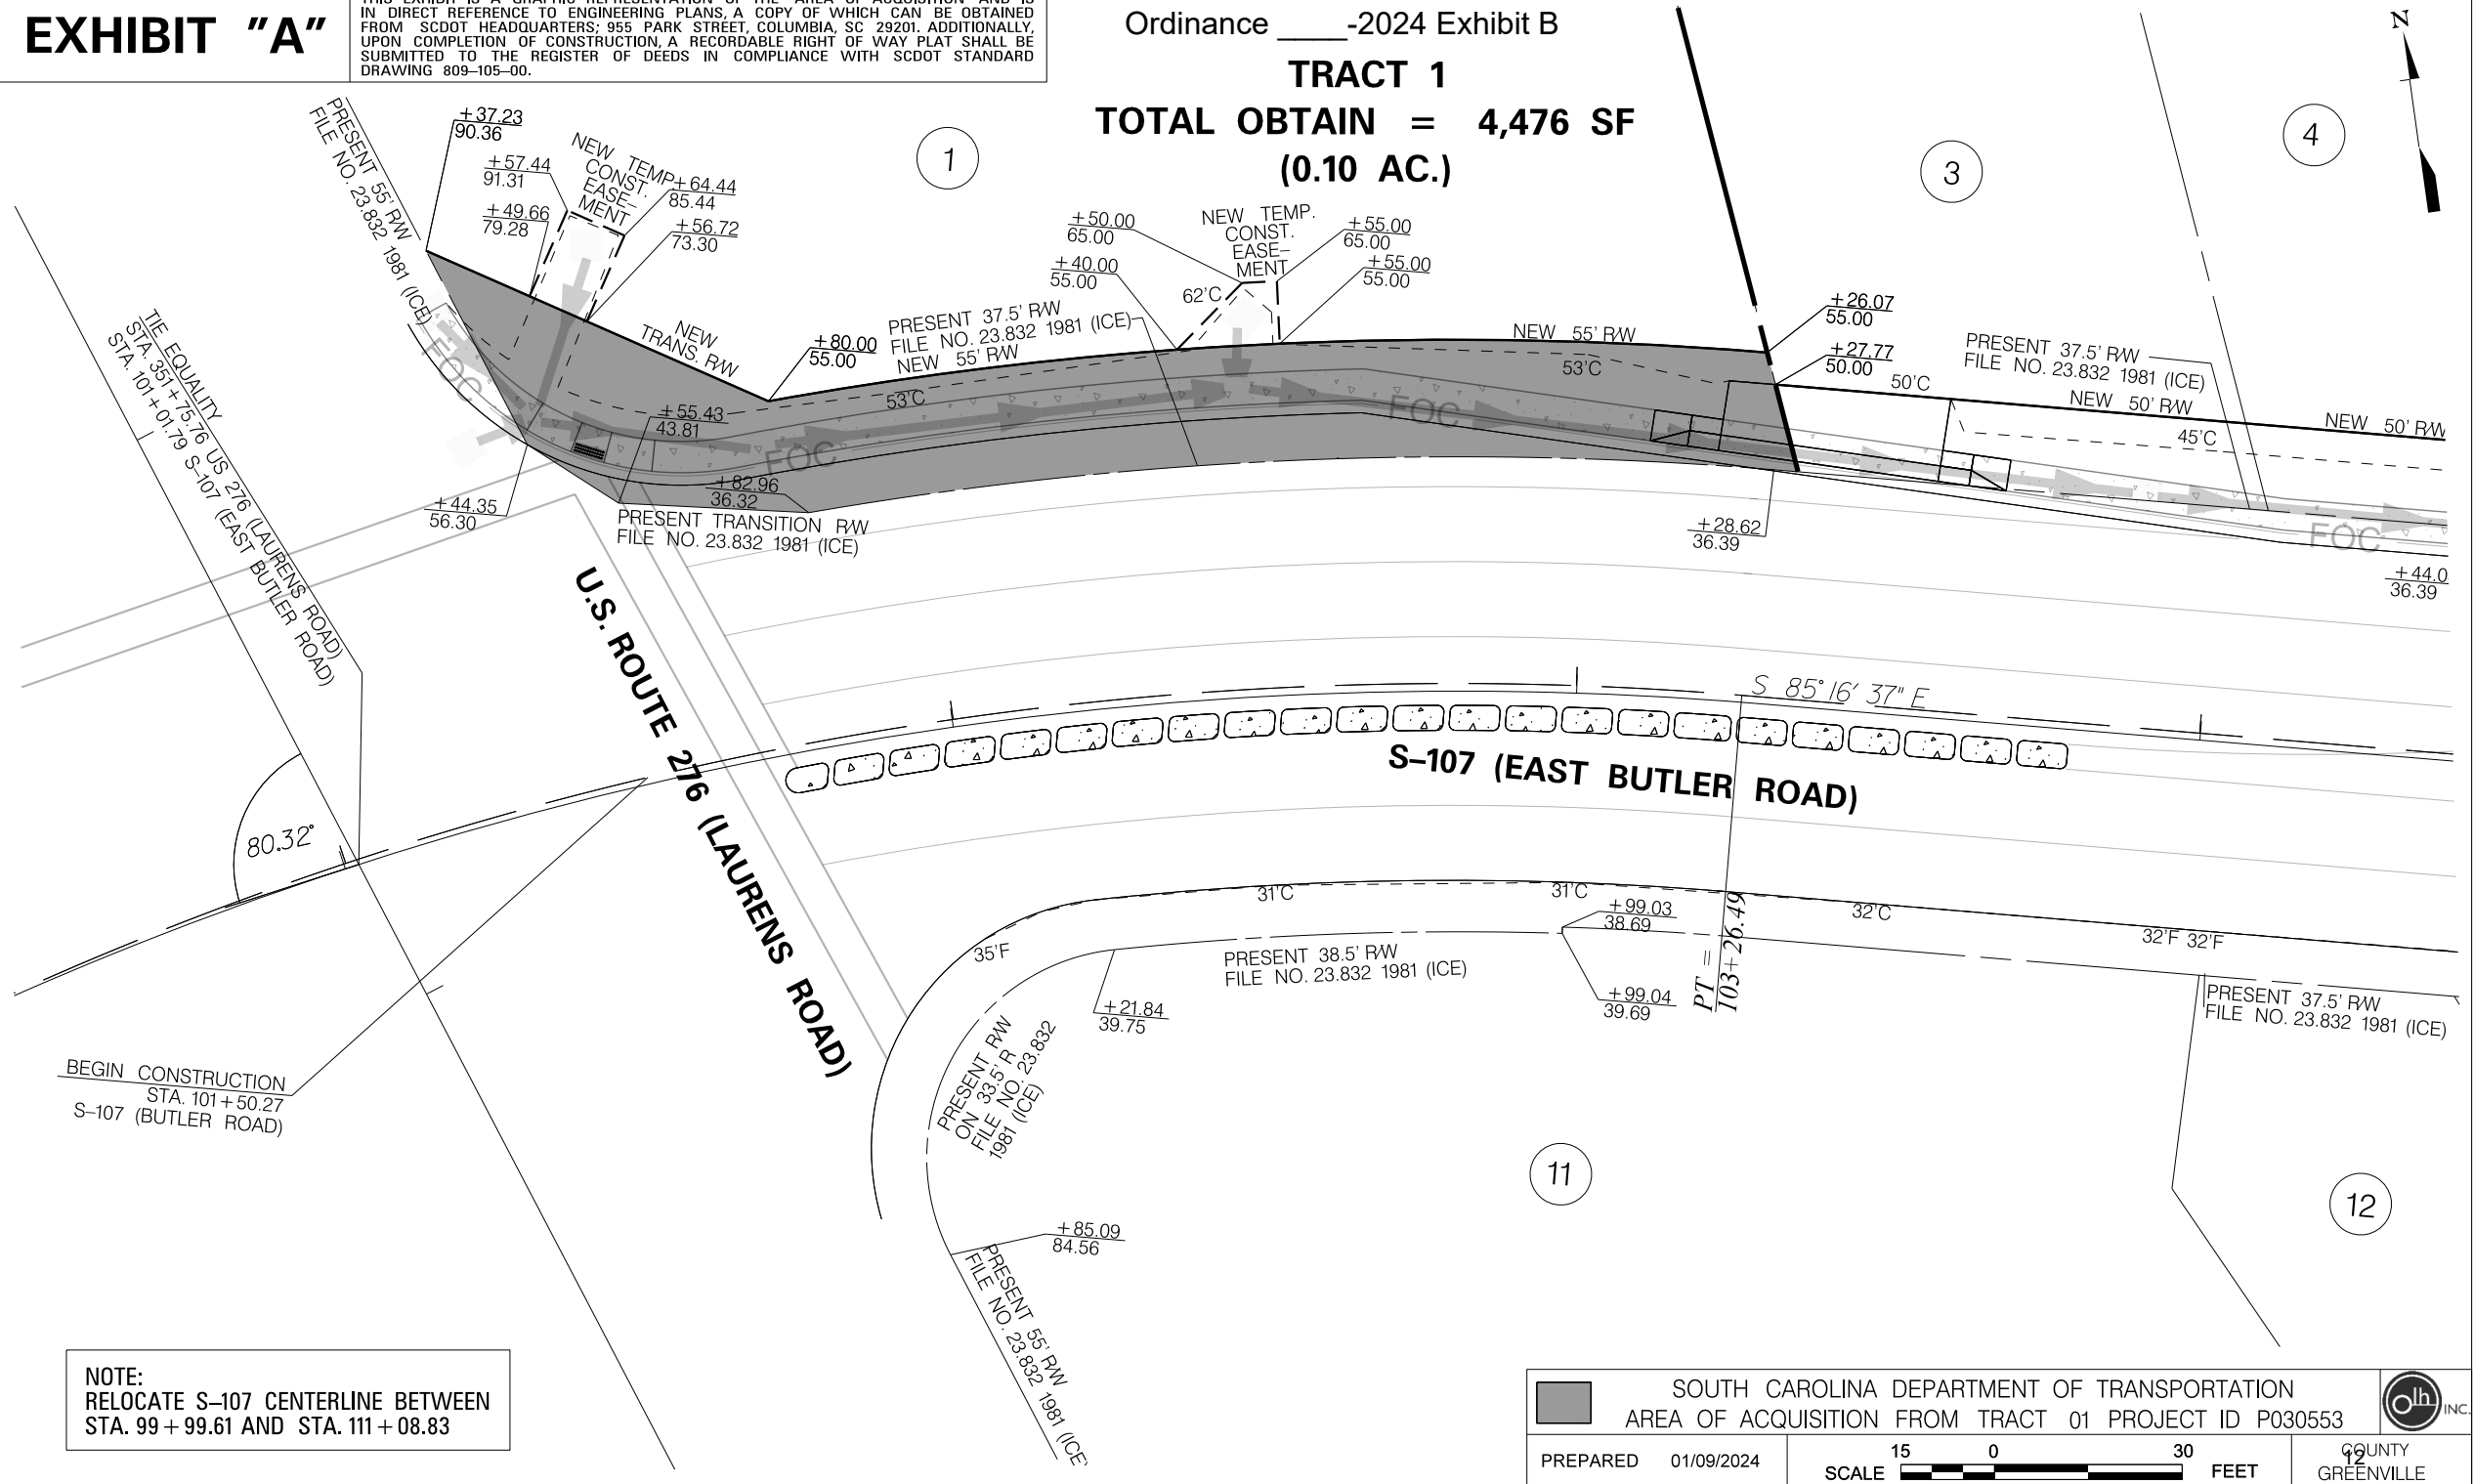 EXHIBIT "A"
THIS EXHIBIT IS A GRAPHIC REPRESENTATION OF THE AREA OF ACQUISITION AND IS
IN DIRECT REFERENCE TO ENGINEERING PLANS, A COPY OF WHICH CAN BE OBTAINED
FROM SCDOT HEADQUARTERS; 955 PARK STREET, COLUMBIA, SC 29201. ADDITIONALLY,
UPON COMPLETION OF CONSTRUCTION, A RECORDABLE RIGHT OF WAY PLAT SHALL BE
SUBMITTED TO THE REGISTER OF DEEDS IN COMPLIANCE WITH SCDOT STANDARD
DRAWING 809–105–00.
Ordinance ____-2024 Exhibit B
TRACT 1
TOTAL OBTAIN = 4,476 SF
(0.10 AC.)
N
1
3
4
PRESENT 55' R/W
FILE NO. 23.832 1981 (ICE)
+37.23
90.36
+57.44
91.31
+49.66
79.28
NEW TEMP.
CONST.
EASE–
MENT
+64.44
85.44
+56.72
73.30
NEW
TRANS. R/W
+80.00
55.00
PRESENT 37.5' R/W
FILE NO. 23.832 1981 (ICE)
NEW 55' R/W
+50.00
65.00
+40.00
55.00
62'C
NEW TEMP.
CONST.
EASE–
MENT
+55.00
65.00
+55.00
55.00
NEW 55' R/W
53'C
53'C
+26.07
55.00
+27.77
50.00
50'C
PRESENT 37.5' R/W
FILE NO. 23.832 1981 (ICE)
NEW 50' R/W
45'C
NEW 50' R/W
FOC
FOC
FOC
FOC
+55.43
43.81
+82.96
36.32
+44.35
56.30
PRESENT TRANSITION R/W
FILE NO. 23.832 1981 (ICE)
+28.62
36.39
+44.0
36.39
TIE EQUALITY
STA. 351+75.76 US 276 (LAURENS ROAD)
STA. 101+01.79 S–107 (EAST BUTLER ROAD)
U.S. ROUTE 276 (LAURENS ROAD)
S 85° 16' 37" E
S–107 (EAST BUTLER ROAD)
80.32°
BEGIN CONSTRUCTION
STA. 101+50.27
S–107 (BUTLER ROAD)
35'F
31'C
31'C
32'C
32'F 32'F
+99.03
38.69
+99.04
39.69
PT =
103+26.49
PRESENT 38.5' R/W
FILE NO. 23.832 1981 (ICE)
+21.84
39.75
PRESENT 37.5' R/W
FILE NO. 23.832 1981 (ICE)
PRESENT R/W
ON 33.5' R
FILE NO. 23.832
1981 (ICE)
11
12
+85.09
84.56
PRESENT 55' R/W
FILE NO. 23.832 1981 (ICE)
NOTE:
RELOCATE S–107 CENTERLINE BETWEEN
STA. 99+99.61 AND STA. 111+08.83
SOUTH CAROLINA DEPARTMENT OF TRANSPORTATION
AREA OF ACQUISITION FROM TRACT 01 PROJECT ID P030553
olh INC.
PREPARED 01/09/2024
SCALE 15 0 30 FEET
COUNTY
12
GREENVILLE